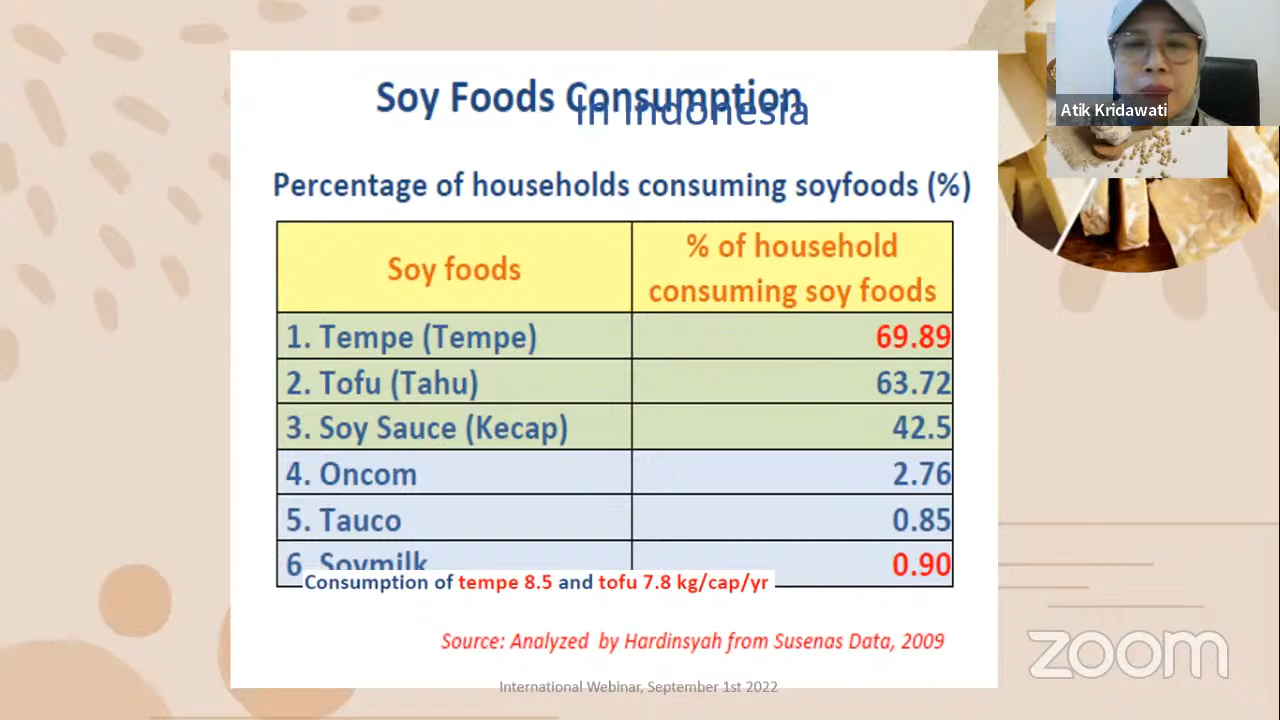 Soy Foods Consumption
In Indonesia
Atik Kridawati
Percentage of households consuming soyfoods (%)
Soy foods
% of household
consuming soy foods
1. Tempe (Tempe)
69.89
2. Tofu (Tahu)
63.72
3. Soy Sauce (Kecap)
42.5
4. Oncom
2.76
5. Tauco
0.85
6 Soymilk
0.90
Consumption of tempe 8.5 and tofu 7.8 kg/cap/yr
Source: Analyzed by Hardinsyah from Susenas Data, 2009
zoom
International Webinar, September 1st 2022